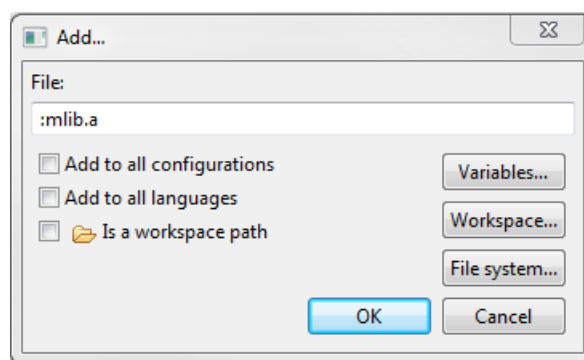 Add...
File:
:mlib.a
Add to all configurations
Variables...
Add to all languages
Workspace...
Is a workspace path
File system...
OK
Cancel